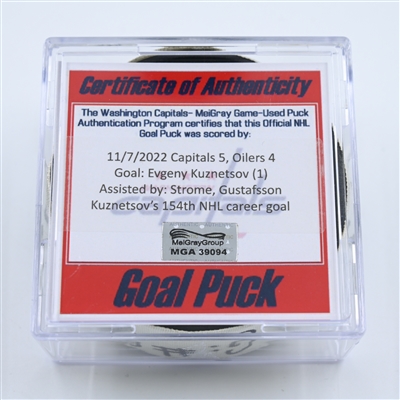 Certificate of Authenticity
The Washington Capitals- MeiGray Game-Used Puck
Authentication Program certifies that this Official NHL
Goal Puck was scored by:
11/7/2022 Capitals 5, Oilers 4
Goal: Evgeny Kuznetsov (1)
Assisted by: Strome, Gustafsson
Kuznetsov's 154th NHL career goal
capitals
MeiGrayGroup
MGA 39094
Goal Puck